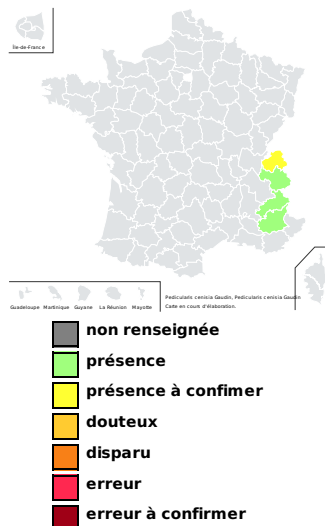 Île-de-France
Guadeloupe Martinique Guyane La Réunion Mayotte
Pedicularis cenisia Gaudin, Pedicularis cenisia Gaudin
Carte en cours d'élaboration.
non renseignée
présence
présence à confimer
douteux
disparu
erreur
erreur à confirmer